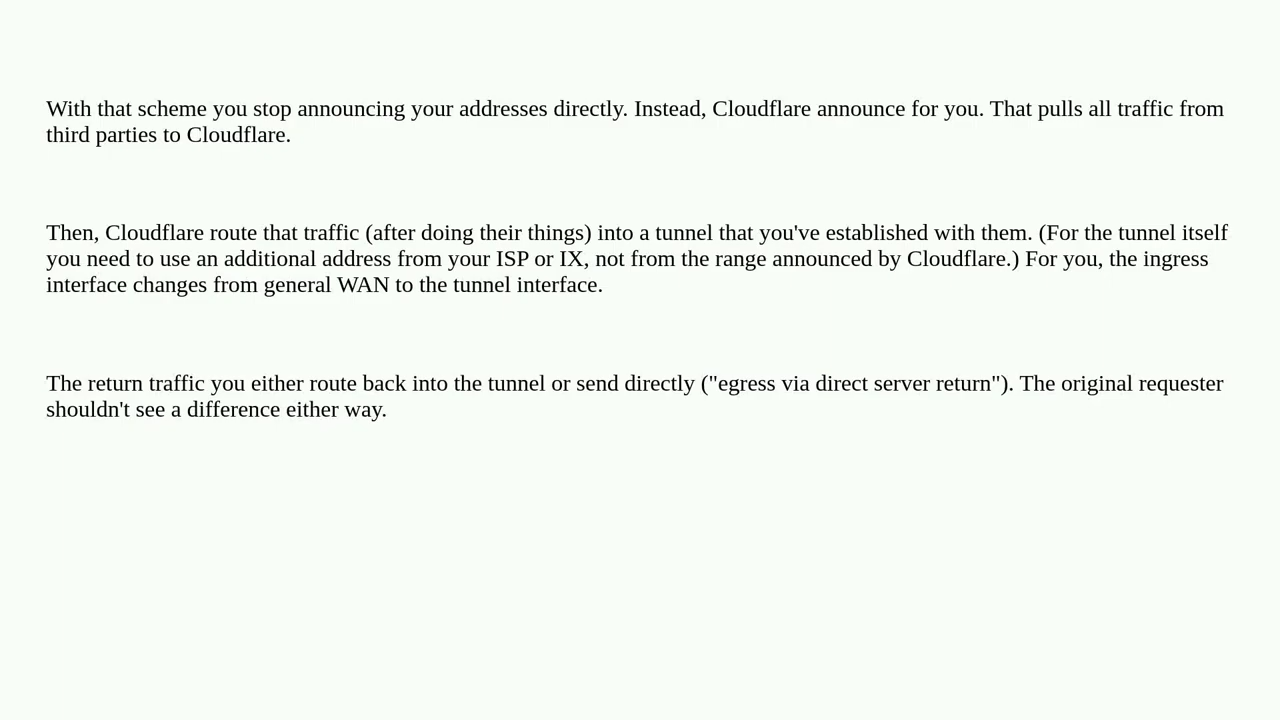 With that scheme you stop announcing your addresses directly. Instead, Cloudflare announce for you. That pulls all traffic from
third parties to Cloudflare.
Then, Cloudflare route that traffic (after doing their things) into a tunnel that you've established with them. (For the tunnel itself
you need to use an additional address from your ISP or IX, not from the range announced by Cloudflare.) For you, the ingress
interface changes from general WAN to the tunnel interface.
The return traffic you either route back into the tunnel or send directly ("egress via direct server return"). The original requester
shouldn't see a difference either way.